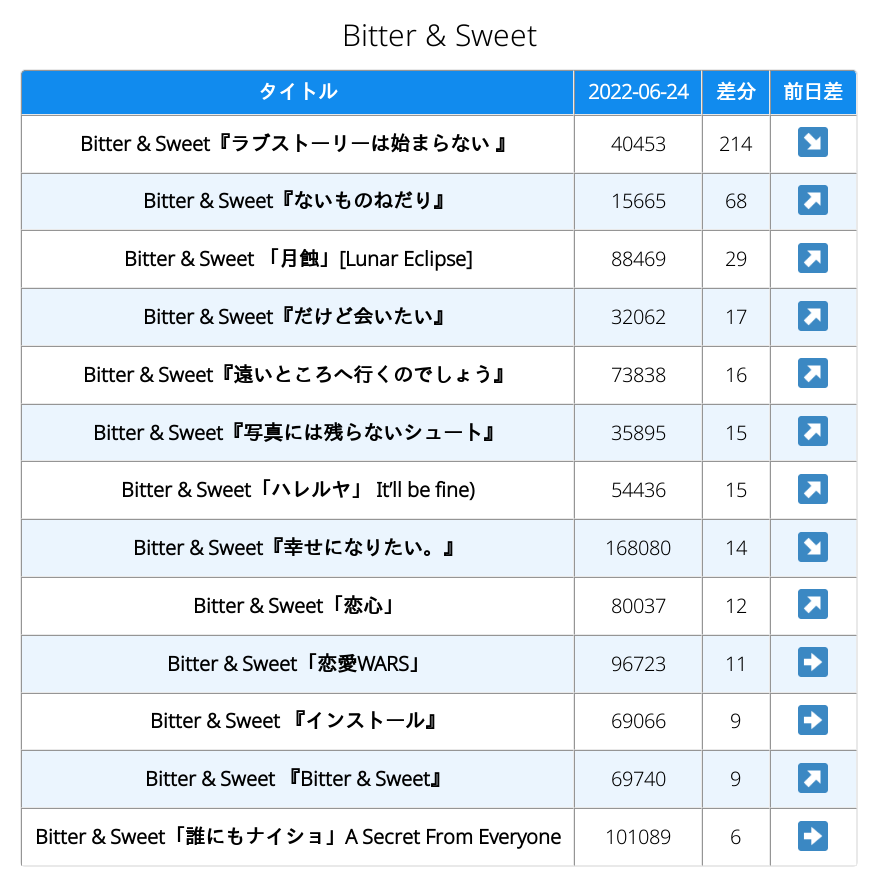 Bitter & Sweet
タイトル 2022-06-24 差分 前日差
Bitter & Sweet『ラブストーリーは始まらない 』 40453 214 ↘
Bitter & Sweet『ないものねだり』 15665 68 ↗
Bitter & Sweet 「月蝕」[Lunar Eclipse] 88469 29 ↗
Bitter & Sweet『だけど会いたい』 32062 17 ↗
Bitter & Sweet『遠いところへ行くのでしょう』 73838 16 ↗
Bitter & Sweet『写真には残らないシュート』 35895 15 ↗
Bitter & Sweet「ハレルヤ」 It’ll be fine) 54436 15 ↗
Bitter & Sweet『幸せになりたい。』 168080 14 ↘
Bitter & Sweet「恋心」 80037 12 ↗
Bitter & Sweet「恋愛WARS」 96723 11 ➡
Bitter & Sweet 『インストール』 69066 9 ➡
Bitter & Sweet 『Bitter & Sweet』 69740 9 ↗
Bitter & Sweet「誰にもナイショ」A Secret From Everyone 101089 6 ➡